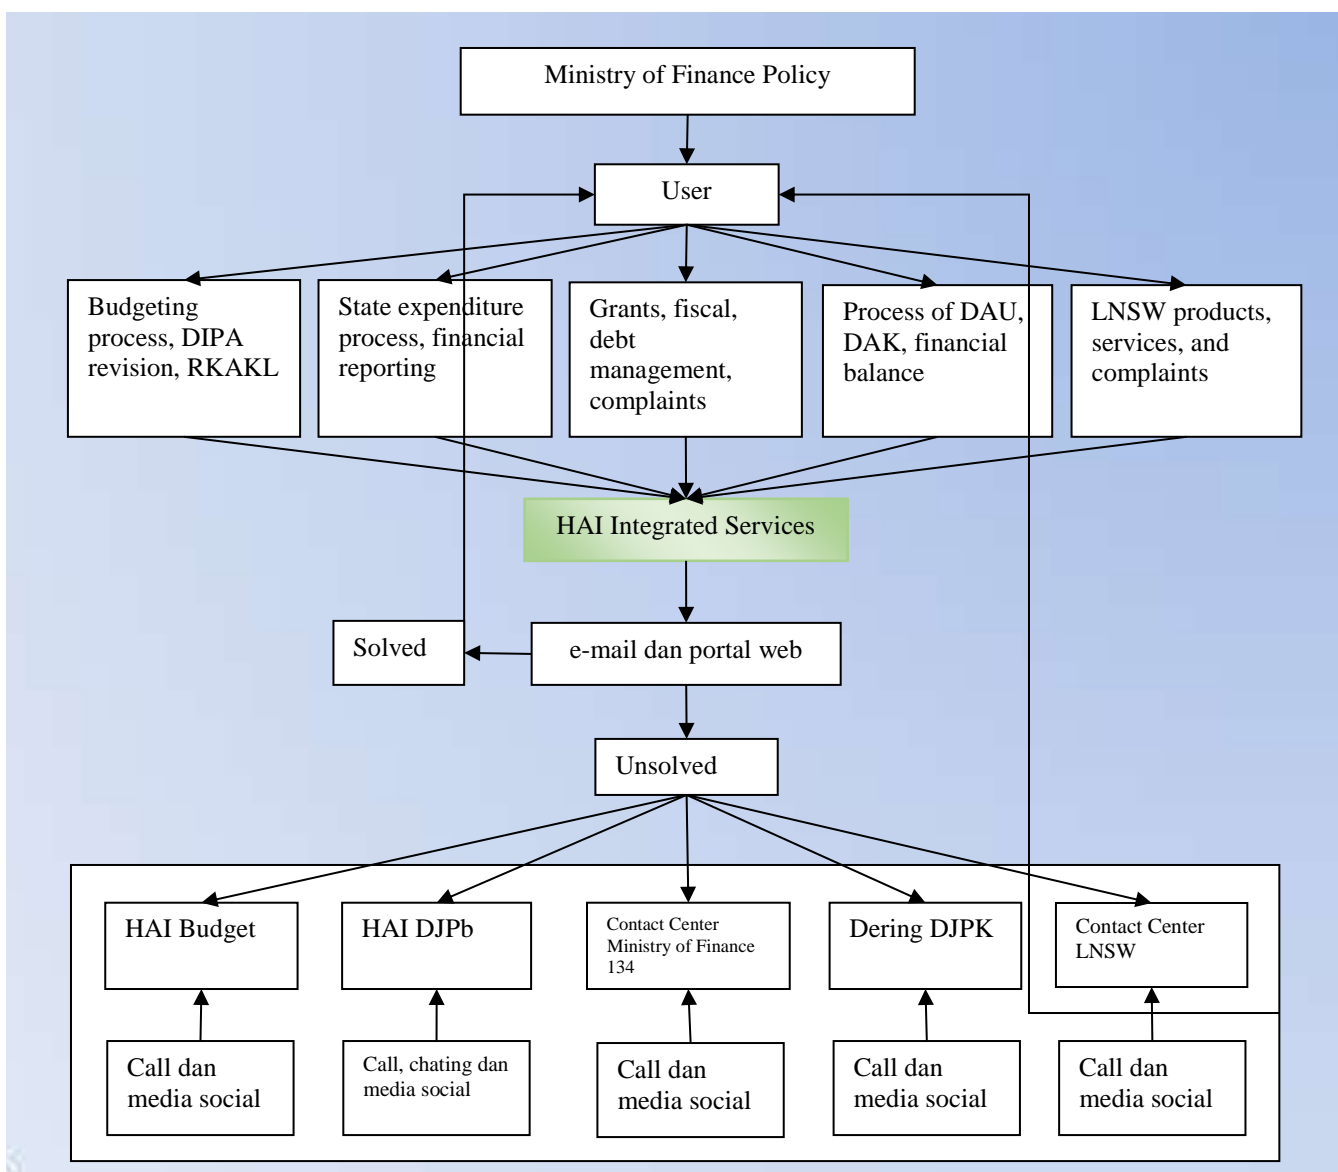 Ministry of Finance Policy
User
Budgeting
process, DIPA
revision, RKAKL
State expenditure
process, financial
reporting
Grants, fiscal,
debt
management,
complaints
Process of DAU,
DAK, financial
balance
LNSW products,
services, and
complaints
HAI Integrated Services
Solved
e-mail dan portal web
Unsolved
HAI Budget
HAI DJPb
Contact Center
Ministry of Finance
134
Dering DJPK
Contact Center
LNSW
Call dan
media social
Call, chating dan
media social
Call dan
media social
Call dan
media social
Call dan
media social